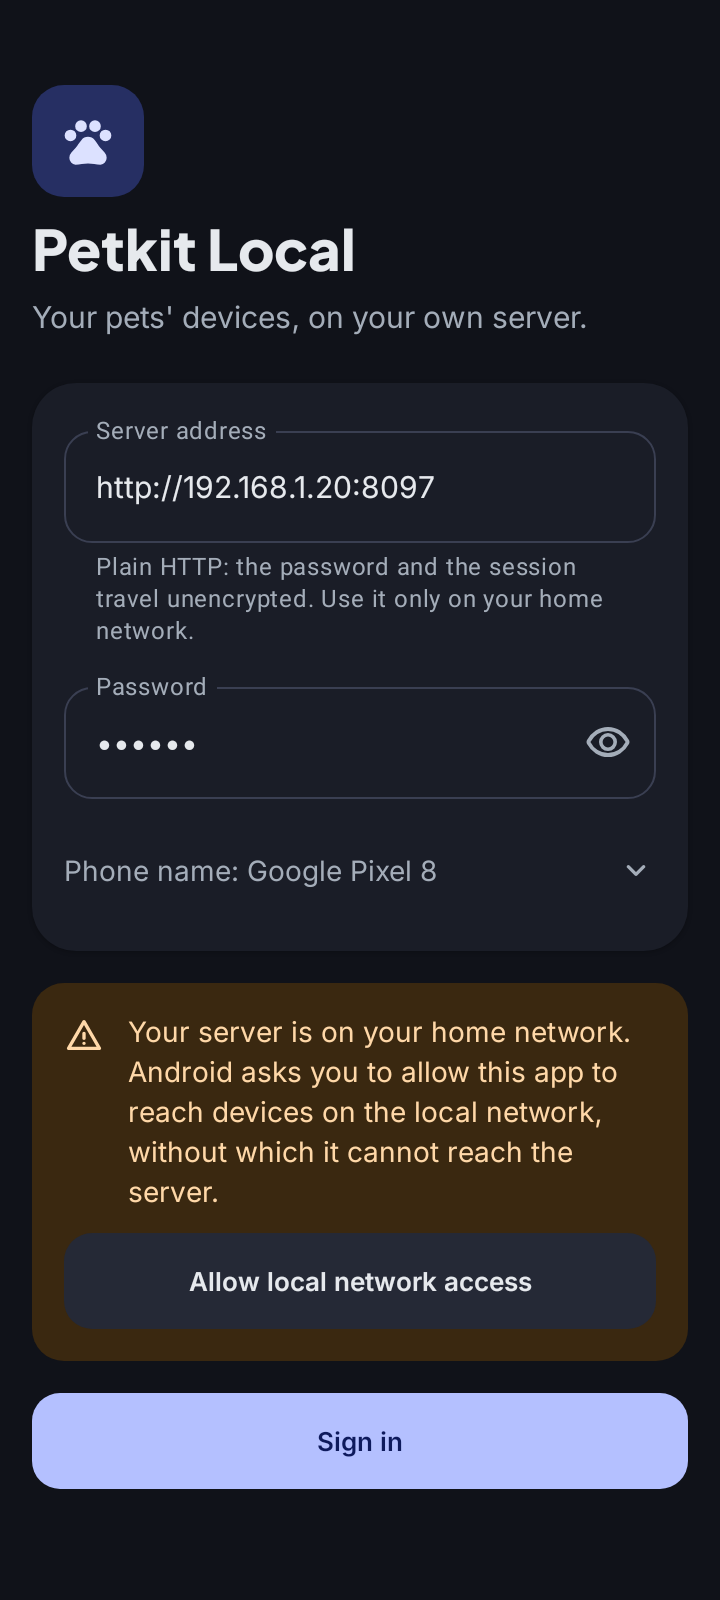 Petkit Local
Your pets' devices, on your own server.
Server address
http://192.168.1.20:8097
Plain HTTP: the password and the session
travel unencrypted. Use it only on your home
network.
Password
••••••
Phone name: Google Pixel 8
Your server is on your home network.
Android asks you to allow this app to
reach devices on the local network,
without which it cannot reach the
server.
Allow local network access
Sign in